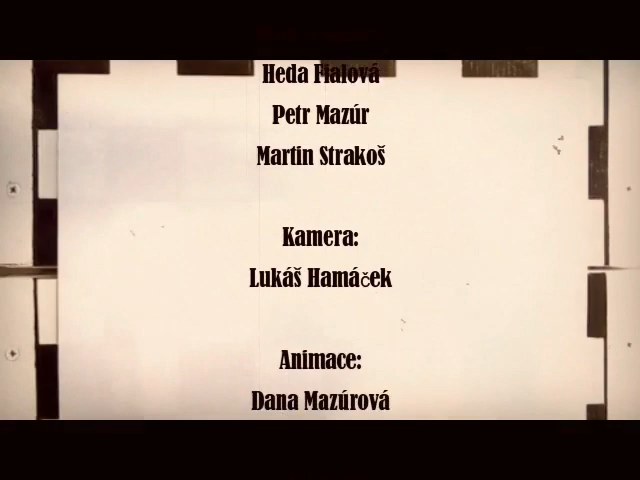 Heda Fialová
Petr Mazúr
Martin Strakoš
Kamera:
Lukáš Hamáček
Animace:
Dana Mazúrová